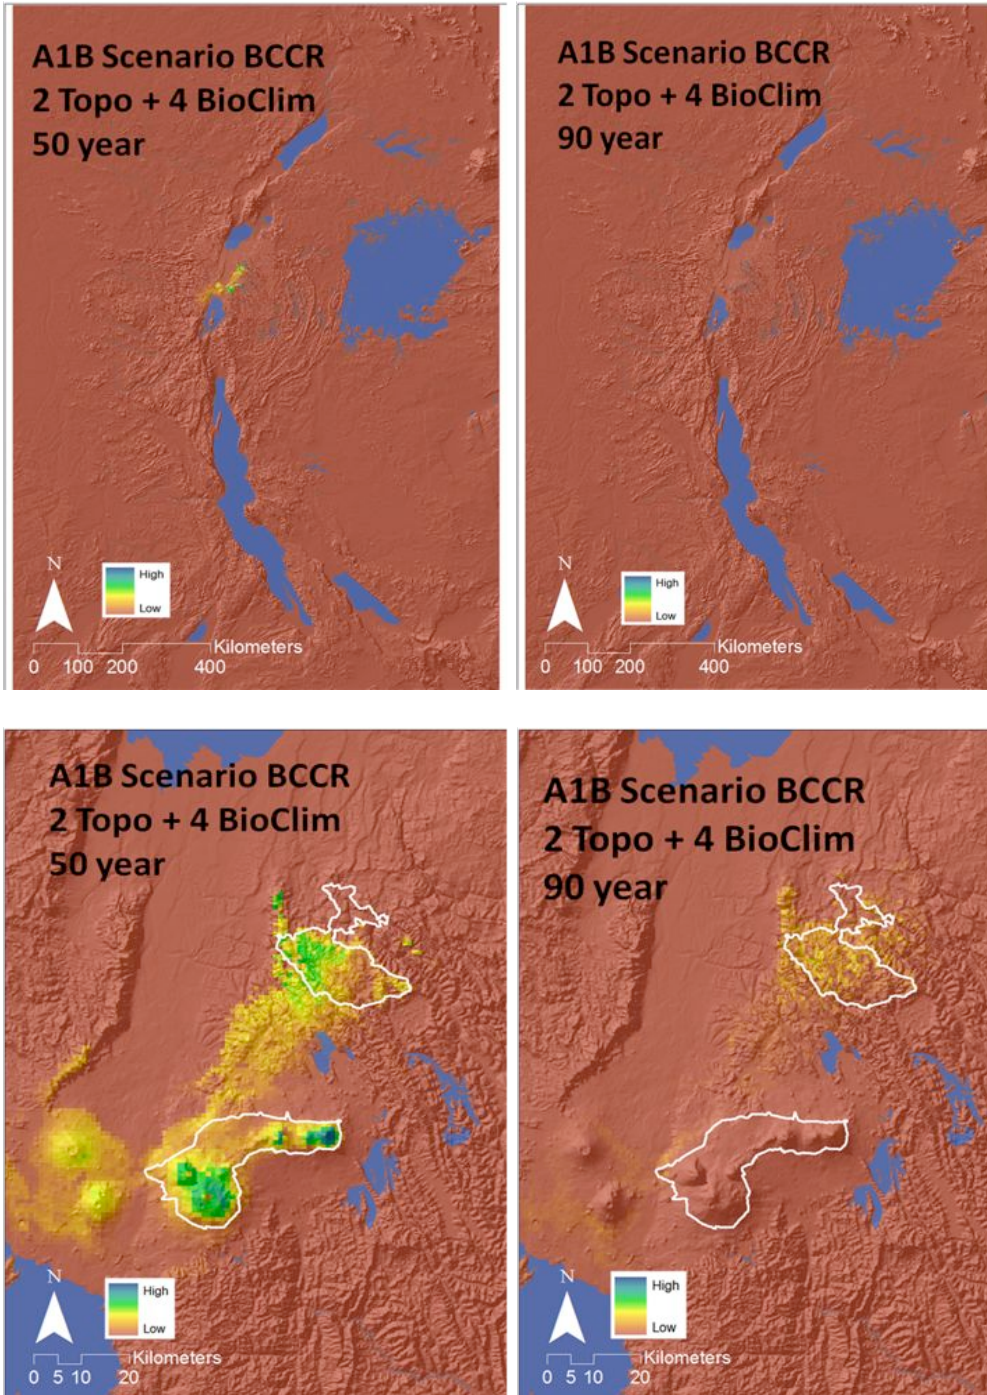 A1B Scenario BCCR
2 Topo + 4 BioClim
50 year
N
High
Low
Kilometers
0 100 200 400
A1B Scenario BCCR
2 Topo + 4 BioClim
90 year
N
High
Low
Kilometers
0 100 200 400
A1B Scenario BCCR
2 Topo + 4 BioClim
50 year
N
High
Low
Kilometers
0 5 10 20
A1B Scenario BCCR
2 Topo + 4 BioClim
90 year
N
High
Low
Kilometers
0 5 10 20